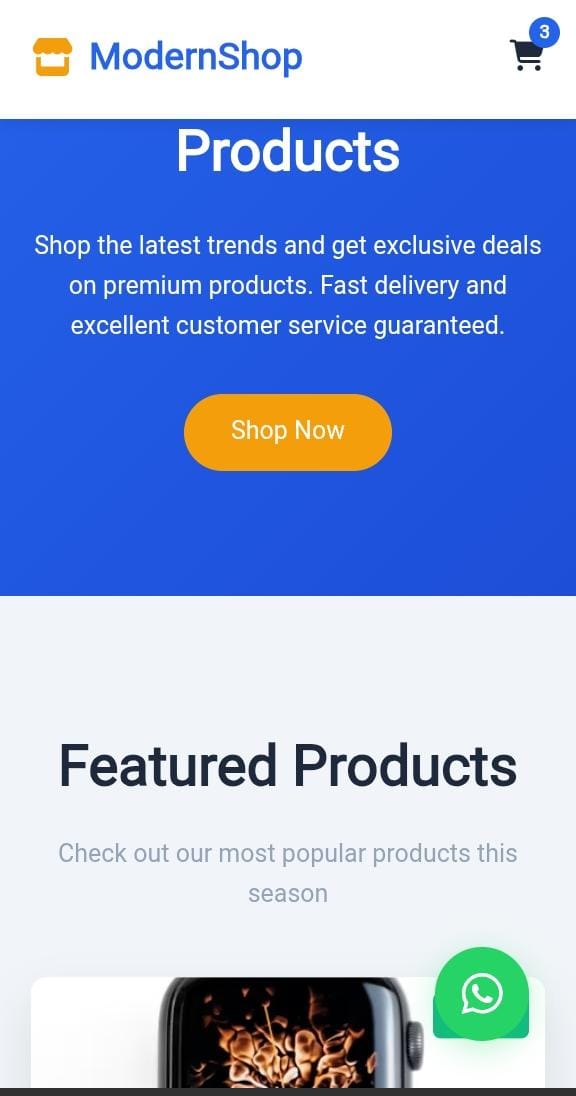 ModernShop
3
Products
Shop the latest trends and get exclusive deals
on premium products. Fast delivery and
excellent customer service guaranteed.
Shop Now
Featured Products
Check out our most popular products this
season